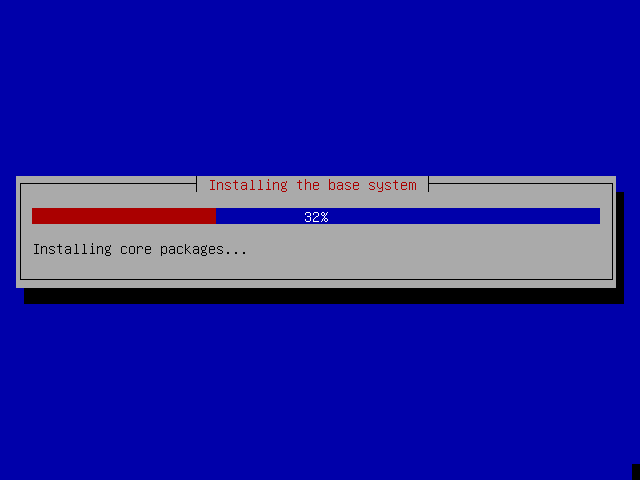 Installing the base system
32%
Installing core packages...